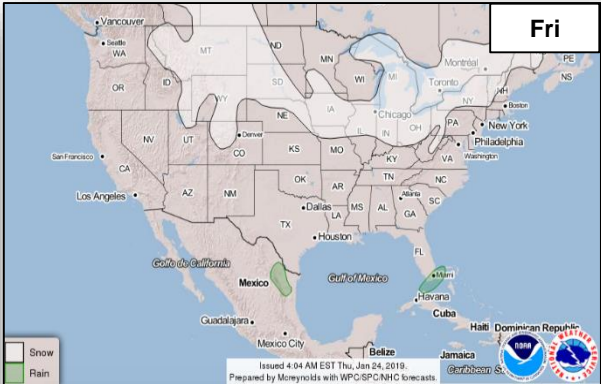 Fri
Vancouver
Seattle
WA
MT
ND
MN
Montréal
PE
NS
OR
ID
WY
SD
WI
MI
Toronto
NH
NY
Boston
NE
IA
Chicago
IL
IN
OH
PA
New York
Philadelphia
NV
UT
Denver
CO
KS
MO
KY
VA
Washington
San Francisco
CA
Los Angeles
AZ
NM
OK
AR
TN
NC
Atlanta
SC
Dallas
TX
LA
MS
AL
GA
Houston
FL
Golfo de California
Mexico
Gulf of Mexico
Miami
Havana
Cuba
Guadalajara
Mexico City
Haiti
Dominican Republic
Belize
Jamaica
Caribbean S
Snow
Rain
Issued 4:04 AM EST Thu, Jan 24, 2019.
Prepared by Mcreynolds with WPC/SPC/NHC forecasts.
NOAA